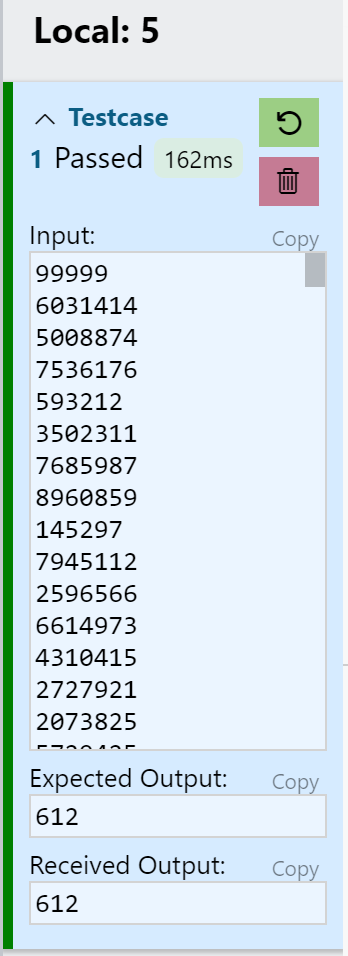 Local: 5
Testcase
1 Passed 162ms
Input:
Copy
99999
6031414
5008874
7536176
593212
3502311
7685987
8960859
145297
7945112
2596566
6614973
4310415
2727921
2073825
Expected Output:
Copy
612
Received Output:
Copy
612